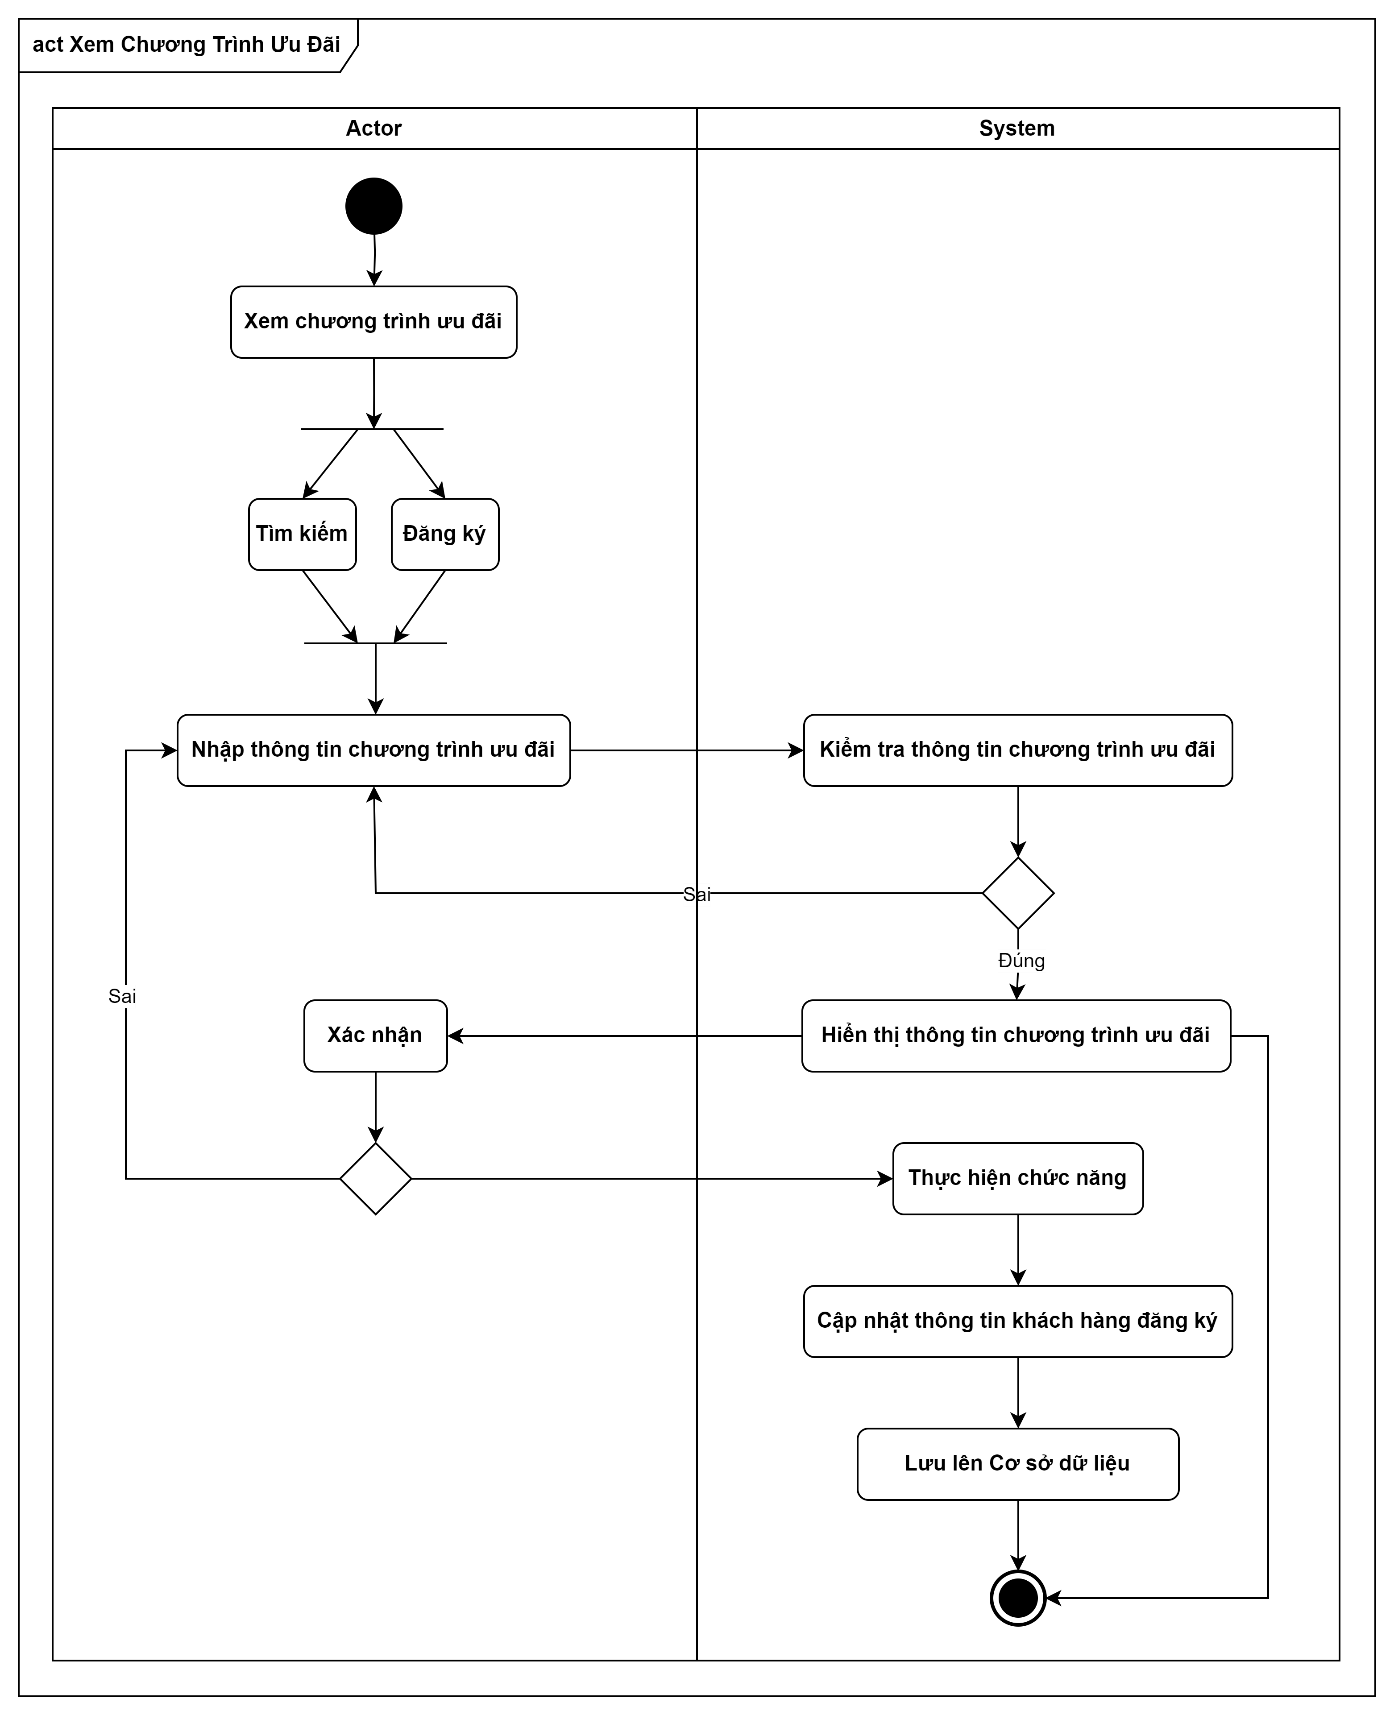 act Xem Chương Trình Ưu Đãi
Actor
System
Xem chương trình ưu đãi
Tìm kiếm
Đăng ký
Nhập thông tin chương trình ưu đãi
Kiểm tra thông tin chương trình ưu đãi
Sai
Đúng
Sai
Xác nhận
Hiển thị thông tin chương trình ưu đãi
Thực hiện chức năng
Cập nhật thông tin khách hàng đăng ký
Lưu lên Cơ sở dữ liệu